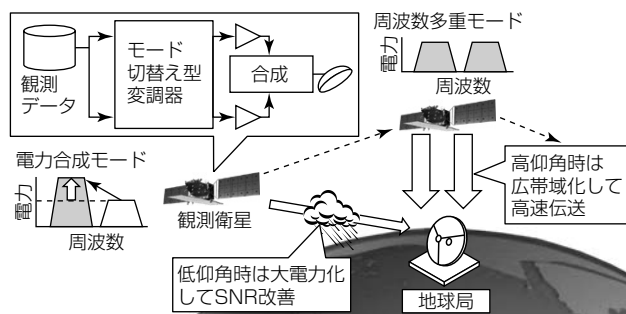 観測
データ
モード
切替え型
変調器
合成
周波数多重モード
電力
周波数
電力合成モード
電力
周波数
観測衛星
高仰角時は
広帯域化して
高速伝送
低仰角時は大電力化
してSNR改善
地球局